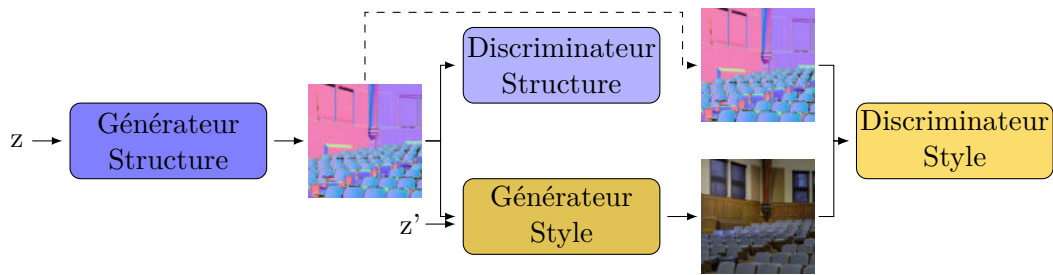 z
Générateur
Structure
Discriminateur
Structure
z'
Générateur
Style
Discriminateur
Style